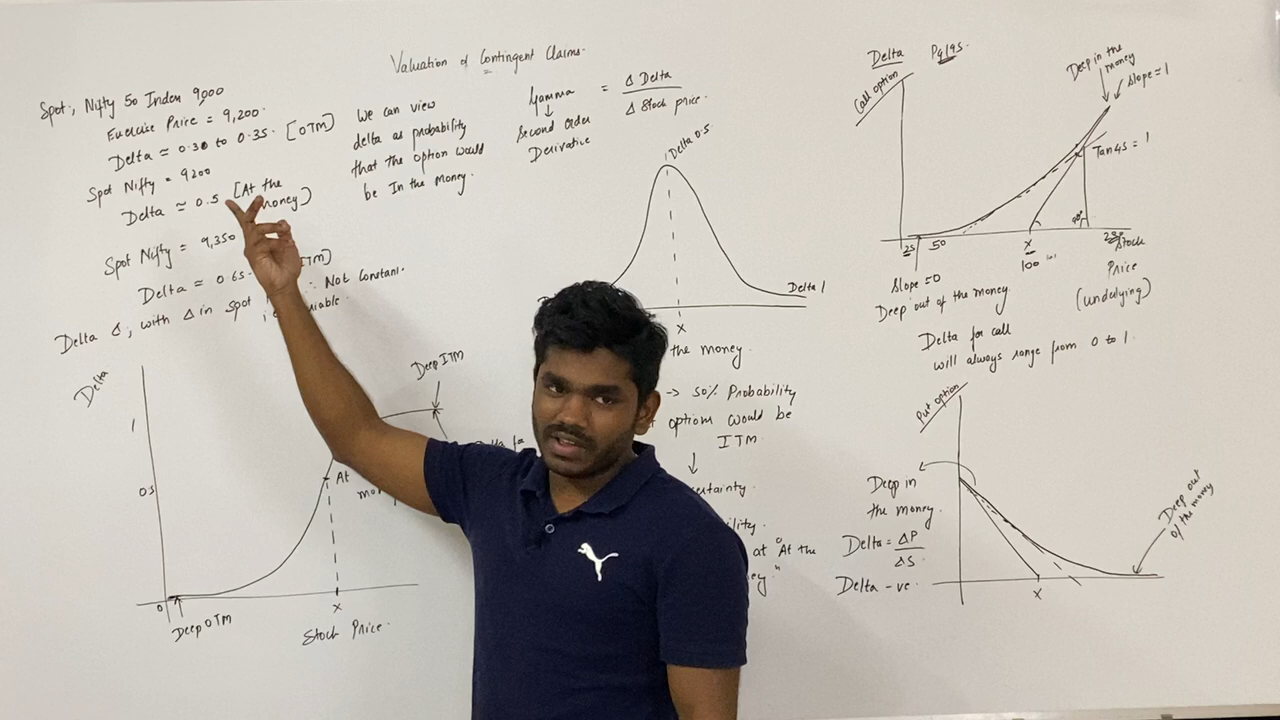 Valuation of Contingent Claims.
Spot, Nifty 50 Index 9000
Exercise Price = 9,200.
Delta ≈ 0.30 to 0.35. [OTM)
Spot Nifty = 9200
Delta ≃ 0.5 [At the
money)
Spot Nifty = 9,350
Delta ≈ 0.65. ITM]
Delta Δ, with Δ in spot ∴ Not Constant.
We can view
delta as probability
that the option would
be In the money.
Gamma = Δ Delta
Δ Stock price.
↓
Second order
Derivative
Delta 0.5
Delta 1
X
the money.
-> 50% Probability
options would be
ITM.
↓
at "At the
Delta
1
0.5
0
Deep OTM
X
Stock Price.
At
Deep ITM
Delta Pg 195.
Call option
Deep in the
money
Slope = 1
Tan 45 = 1
25 50
X
100
Stock
Price
(underlying)
Slope = 0
Deep out of the money.
Delta for call
will always range from 0 to 1.
Put option
Deep in
the money.
Delta = ΔP
ΔS
Delta -ve.
X
Deep out
of the money